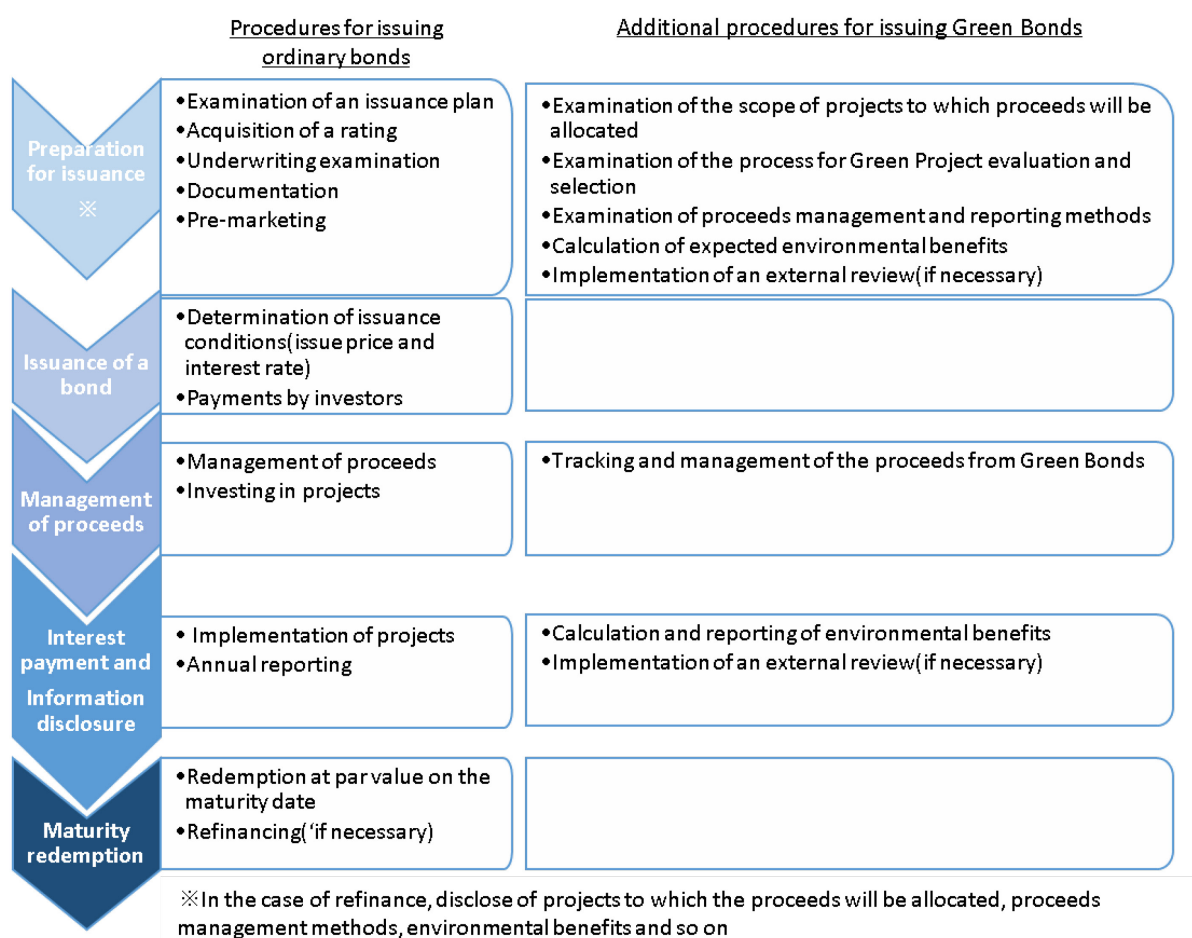 Procedures for issuing
ordinary bonds
Additional procedures for issuing Green Bonds
Preparation
for issuance
※
•Examination of an issuance plan
•Acquisition of a rating
•Underwriting examination
•Documentation
•Pre-marketing
•Examination of the scope of projects to which proceeds will be
allocated
•Examination of the process for Green Project evaluation and
selection
•Examination of proceeds management and reporting methods
•Calculation of expected environmental benefits
•Implementation of an external review(if necessary)
Issuance of a
bond
•Determination of issuance
conditions(issue price and
interest rate)
•Payments by investors
Management
of proceeds
•Management of proceeds
•Investing in projects
•Tracking and management of the proceeds from Green Bonds
Interest
payment and
Information
disclosure
• Implementation of projects
•Annual reporting
•Calculation and reporting of environmental benefits
•Implementation of an external review(if necessary)
Maturity
redemption
•Redemption at par value on the
maturity date
•Refinancing(‘if necessary)
※In the case of refinance, disclose of projects to which the proceeds will be allocated, proceeds
management methods, environmental benefits and so on